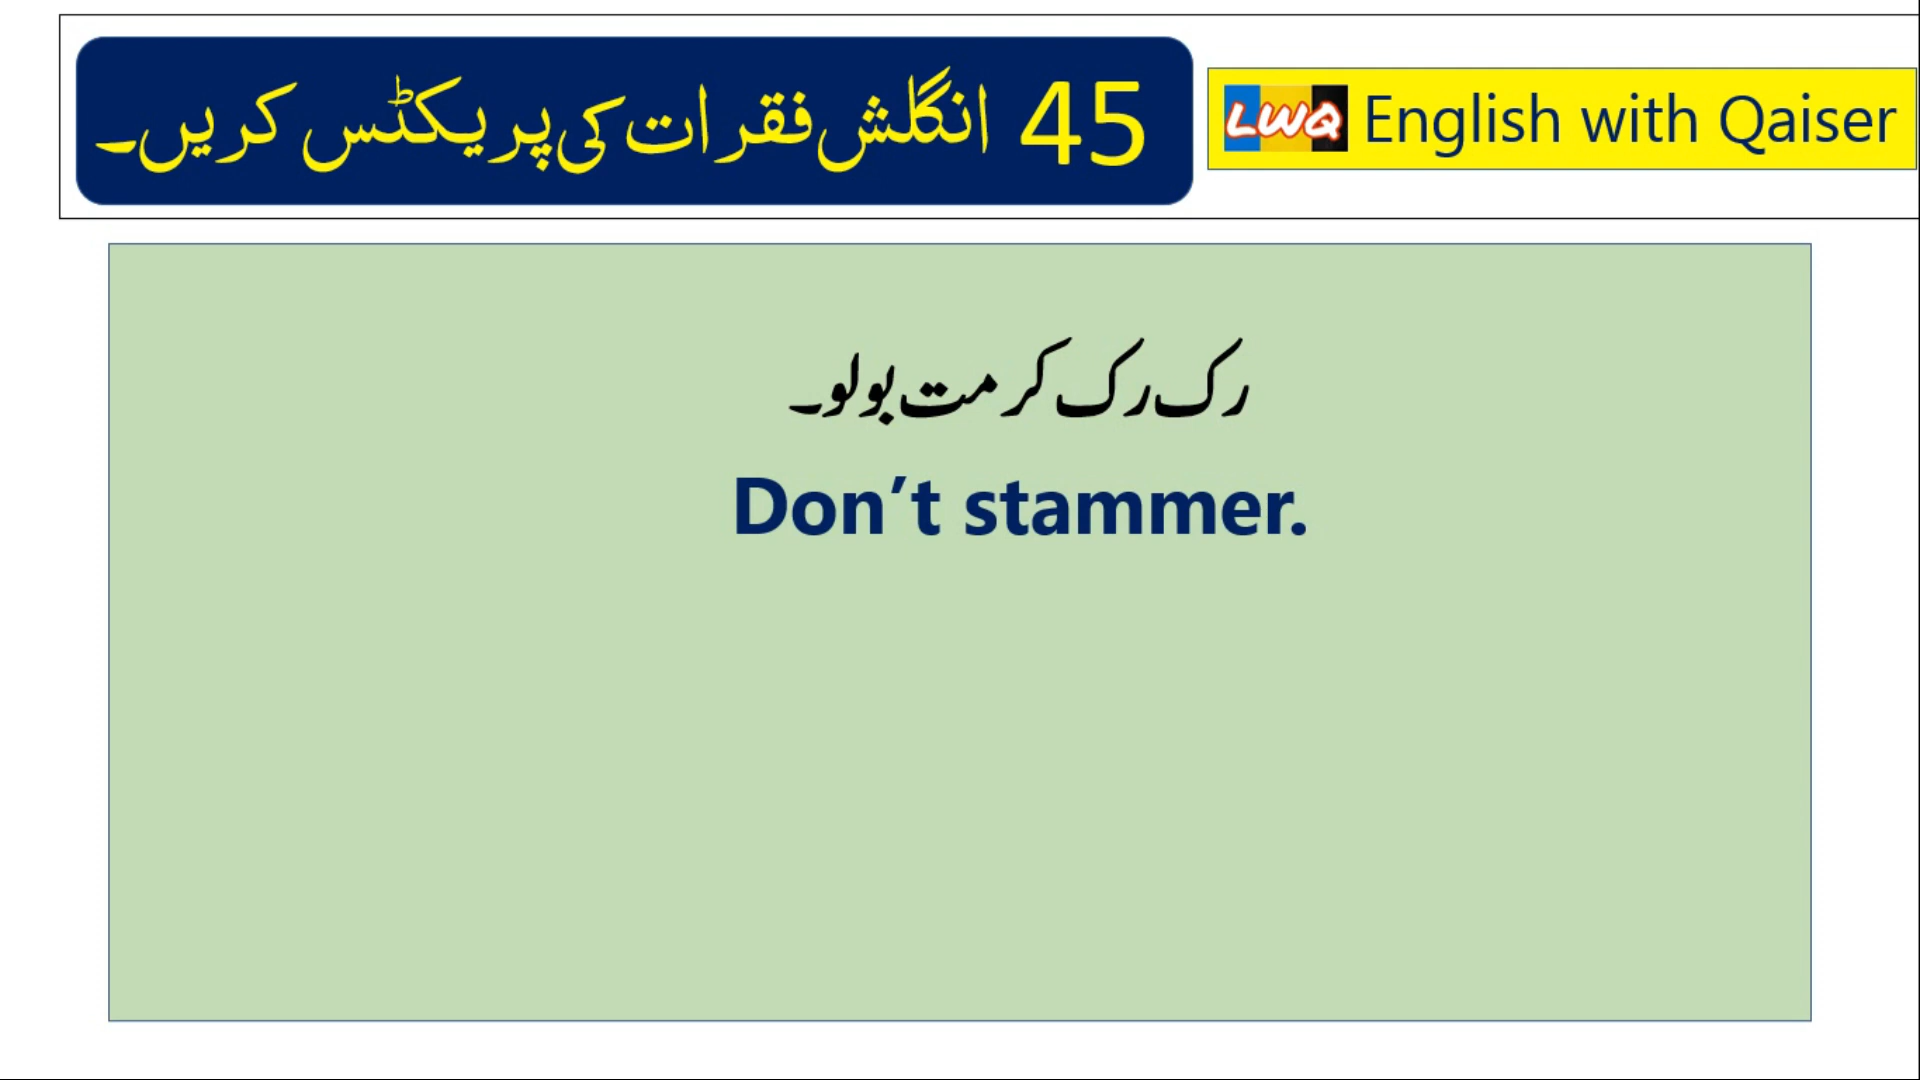 45 انگلش فقرات کی پریکٹس کریں۔
LWQ English with Qaiser
رک رک کر مت بولو۔
Don’t stammer.